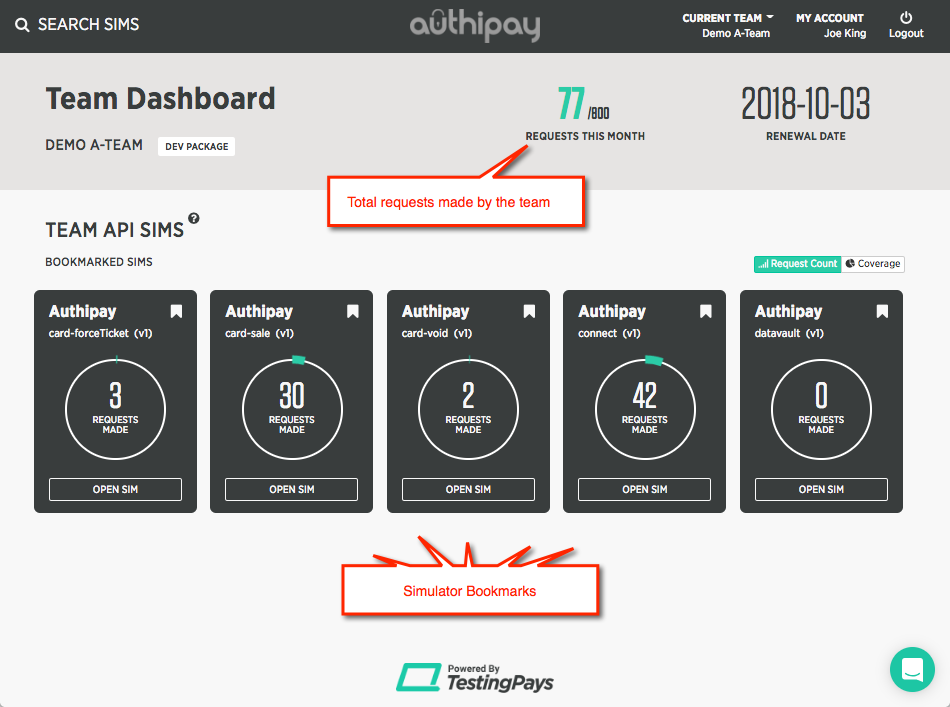 SEARCH SIMS
authipay
CURRENT TEAM
Demo A-Team
MY ACCOUNT
Joe King
Logout
Team Dashboard
DEMO A-TEAM
DEV PACKAGE
77 /800
REQUESTS THIS MONTH
2018-10-03
RENEWAL DATE
Total requests made by the team
TEAM API SIMS ?
BOOKMARKED SIMS
Request Count
Coverage
Authipay
card-forceTicket (v1)
3
REQUESTS
MADE
OPEN SIM
Authipay
card-sale (v1)
30
REQUESTS
MADE
OPEN SIM
Authipay
card-void (v1)
2
REQUESTS
MADE
OPEN SIM
Authipay
connect (v1)
42
REQUESTS
MADE
OPEN SIM
Authipay
datavault (v1)
0
REQUESTS
MADE
OPEN SIM
Simulator Bookmarks
Powered By
TestingPays